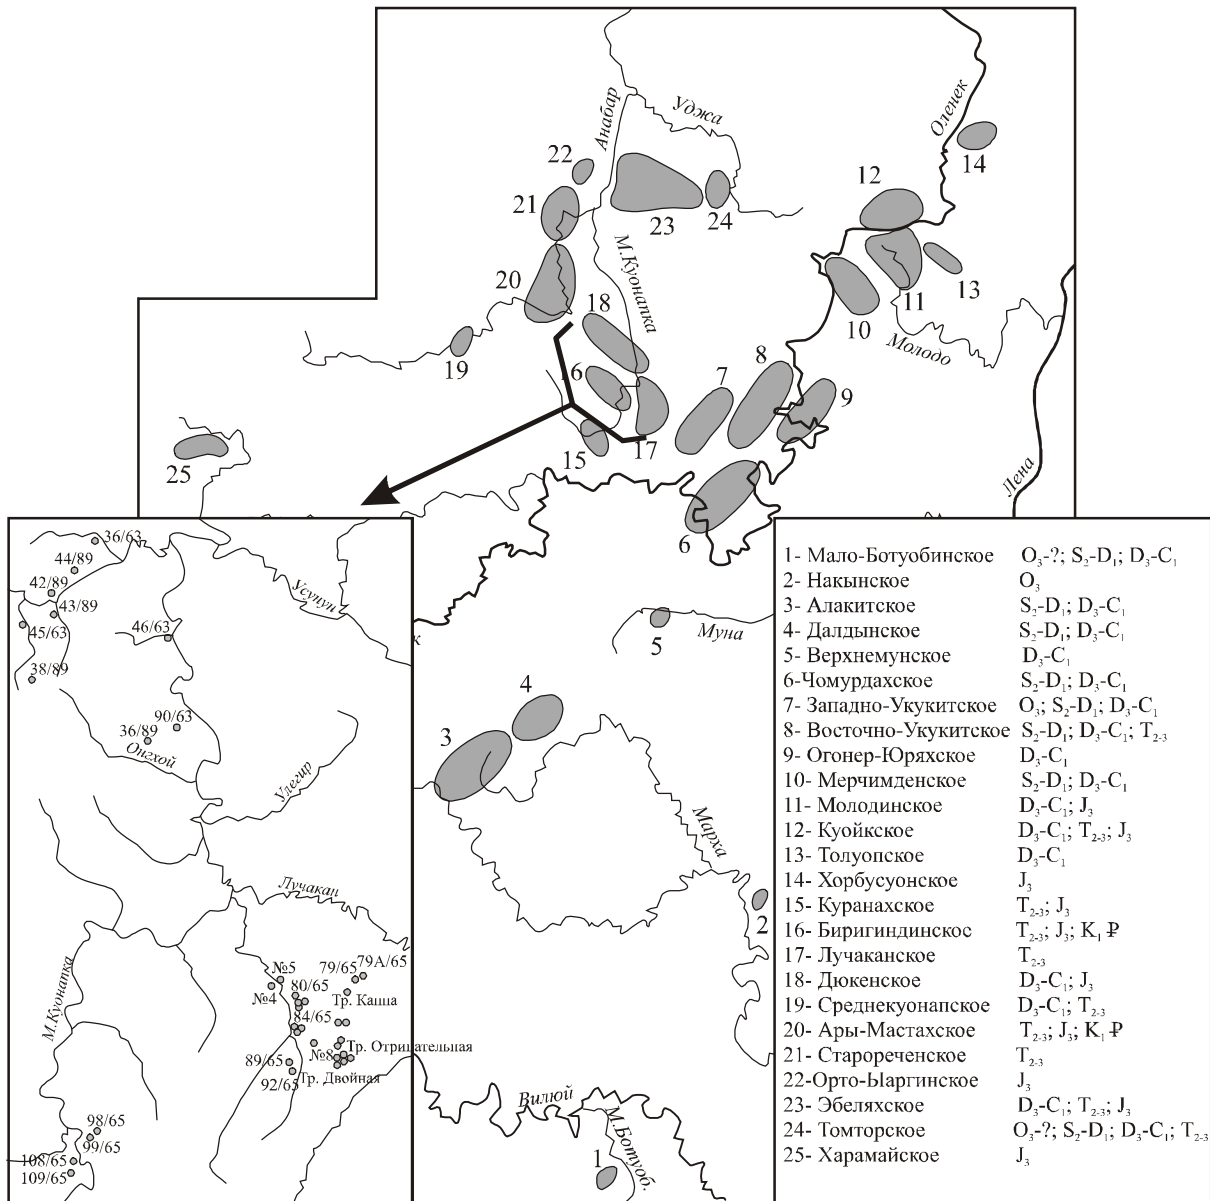 Анабар
Уджа
Оленек
22
14
12
21
23
24
М.Куонапка
20
18
11
13
10
Молодо
19
16
8
7
9
15
17
25
Лена
6
36/63
44/89
42/89
43/89
45/63
46/63
Усунун
38/89
90/63
36/89
Онгхой
Улегир
Лучакан
№5
79/65
79А/65
№4
80/65
Тр. Каппа
84/65
М.Куонапка
№8
Тр. Отрицательная
89/65
92/65
Тр. Двойная
98/65
99/65
108/65
109/65
к
5
Муна
4
3
Марха
2
Вилюй
М.Ботуоб.
1
1- Мало-Ботуобинское O₃-?; S₂-D₁; D₃-C₁
2- Накынское O₃
3- Алакитское S₂-D₁; D₃-C₁
4- Далдынское S₂-D₁; D₃-C₁
5- Верхнемунское D₃-C₁
6-Чомурдахское S₂-D₁; D₃-C₁
7- Западно-Укукитское O₃; S₂-D₁; D₃-C₁
8- Восточно-Укукитское S₂-D₁; D₃-C₁; T₂₋₃
9- Огонер-Юряхское D₃-C₁
10- Мерчимденское S₂-D₁; D₃-C₁
11- Молодинское D₃-C₁; J₃
12- Куойкское D₃-C₁; T₂₋₃; J₃
13- Толуопское D₃-C₁
14- Хорбусуонское J₃
15- Куранахское T₂₋₃; J₃
16- Биригиндинское T₂₋₃; J₃; K₁ Ᵽ
17- Лучаканское T₂₋₃
18- Дюкенское D₃-C₁; J₃
19- Среднекуонапское D₃-C₁; T₂₋₃
20- Ары-Мастахское T₂₋₃; J₃; K₁ Ᵽ
21- Старореченское T₂₋₃
22-Орто-Ыаргинское J₃
23- Эбеляхское D₃-C₁; T₂₋₃; J₃
24- Томторское O₃-?; S₂-D₁; D₃-C₁; T₂₋₃
25- Харамайское J₃